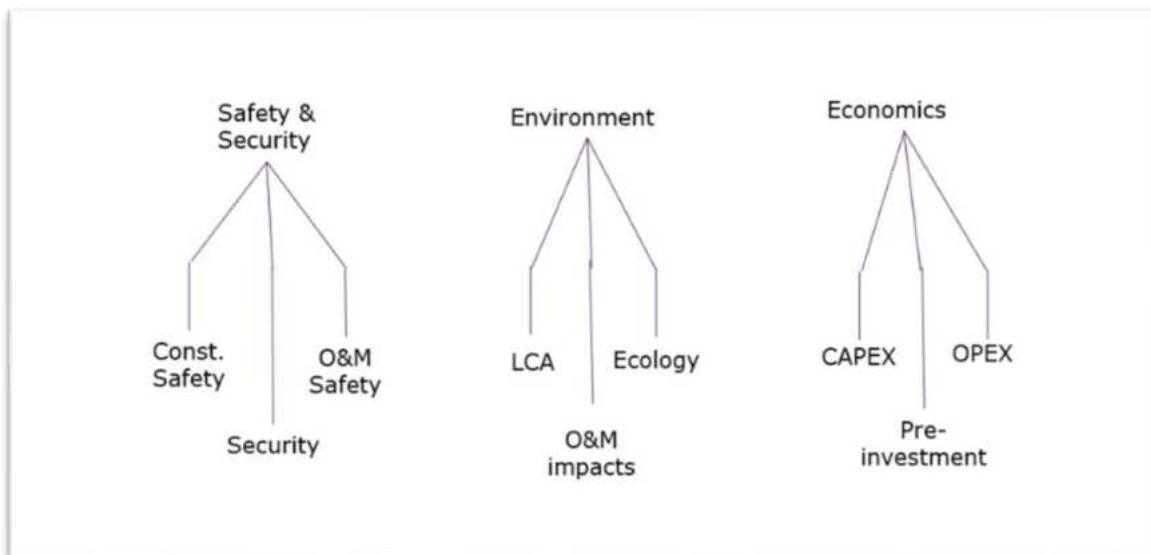 Safety &
Security
Environment
Economics
Const.
Safety
O&M
Safety
Security
LCA
Ecology
O&M
impacts
CAPEX
OPEX
Pre-
investment